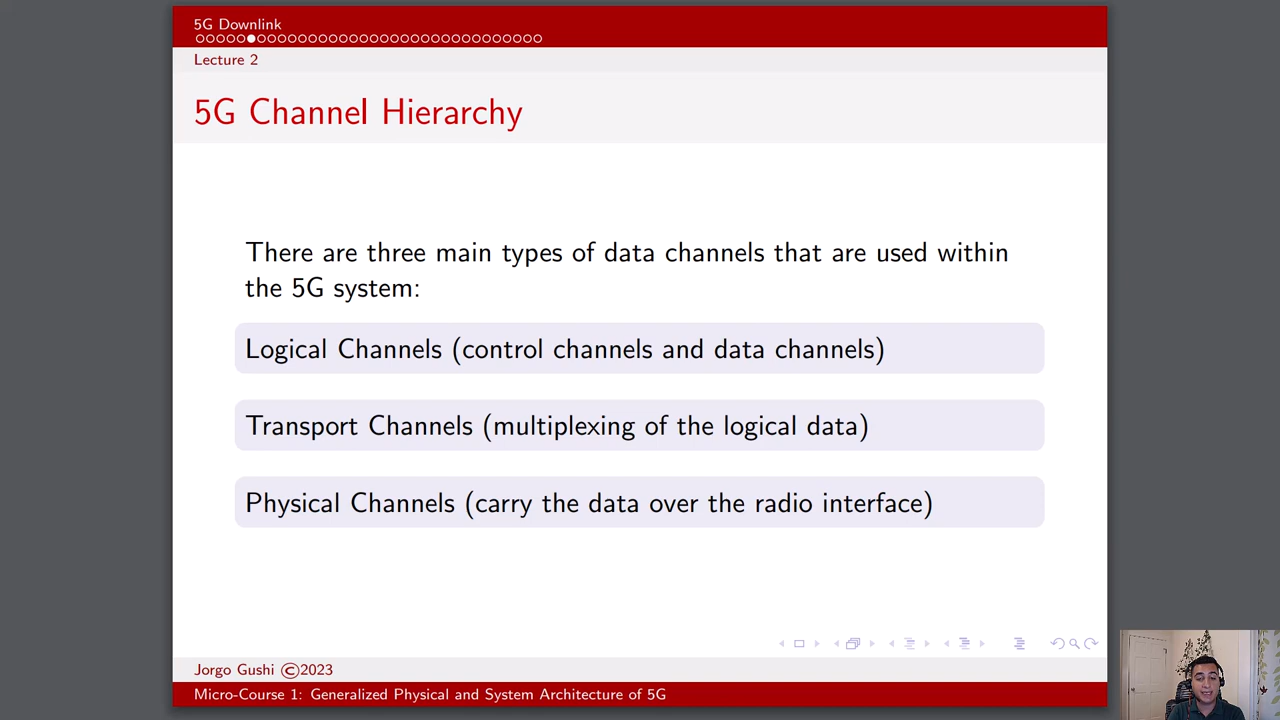 5G Downlink
Lecture 2
5G Channel Hierarchy
There are three main types of data channels that are used within
the 5G system:
Logical Channels (control channels and data channels)
Transport Channels (multiplexing of the logical data)
Physical Channels (carry the data over the radio interface)
Jorgo Gushi ©2023
Micro-Course 1: Generalized Physical and System Architecture of 5G